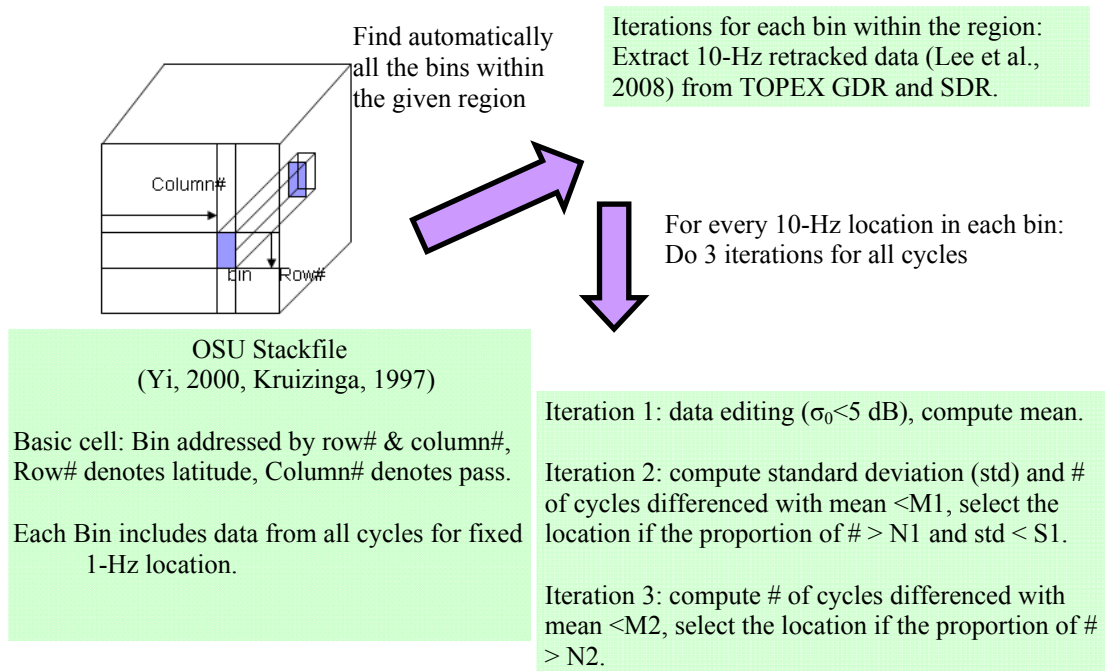 Find automatically
all the bins within
the given region
Iterations for each bin within the region:
Extract 10-Hz retracked data (Lee et al.,
2008) from TOPEX GDR and SDR.
Column#
bin
Row#
For every 10-Hz location in each bin:
Do 3 iterations for all cycles
OSU Stackfile
(Yi, 2000, Kruizinga, 1997)
Basic cell: Bin addressed by row# & column#,
Row# denotes latitude, Column# denotes pass.
Each Bin includes data from all cycles for fixed
1-Hz location.
Iteration 1: data editing (σ₀<5 dB), compute mean.
Iteration 2: compute standard deviation (std) and #
of cycles differenced with mean <M1, select the
location if the proportion of # > N1 and std < S1.
Iteration 3: compute # of cycles differenced with
mean <M2, select the location if the proportion of #
> N2.